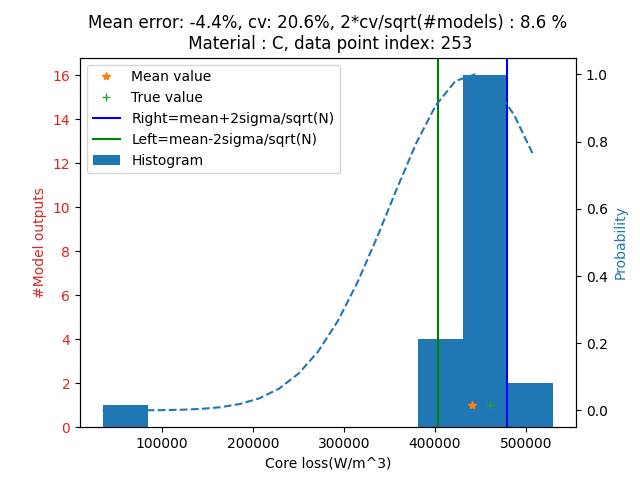 Mean error: -4.4%, cv: 20.6%, 2*cv/sqrt(#models) : 8.6 %
Material : C, data point index: 253
Mean value
True value
Right=mean+2sigma/sqrt(N)
Left=mean-2sigma/sqrt(N)
Histogram
#Model outputs
16
14
12
10
8
6
4
2
0
1.0
0.8
0.6
0.4
0.2
0.0
Probability
100000 200000 300000 400000 500000
Core loss(W/m^3)